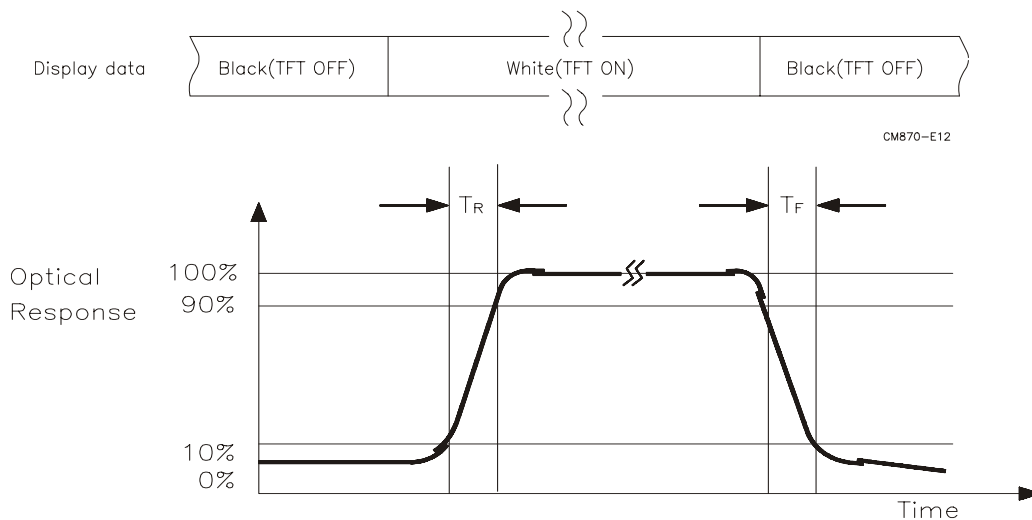 Display data
Black(TFT OFF)
White(TFT ON)
Black(TFT OFF)
CM870-E12
TR
TF
Optical
Response
100%
90%
10%
0%
Time